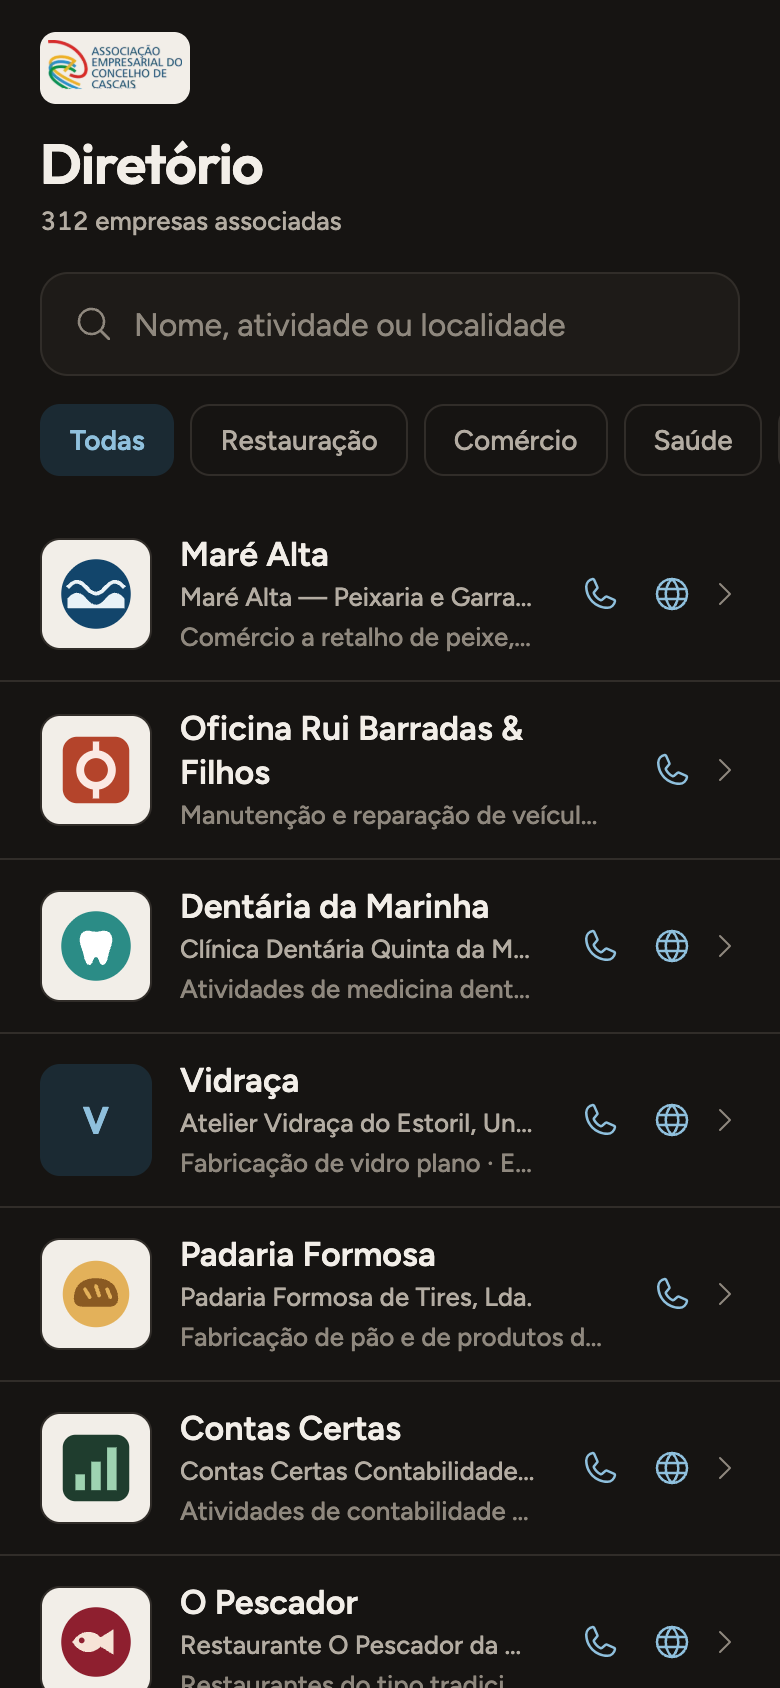 ASSOCIAÇÃO
EMPRESARIAL DO
CONCELHO DE
CASCAIS
Diretório
312 empresas associadas
Nome, atividade ou localidade
Todas
Restauração
Comércio
Saúde
Maré Alta
Maré Alta — Peixaria e Garra...
Comércio a retalho de peixe,...
Oficina Rui Barradas &
Filhos
Manutenção e reparação de veícul...
Dentária da Marinha
Clínica Dentária Quinta da M...
Atividades de medicina dent...
V
Vidraça
Atelier Vidraça do Estoril, Un...
Fabricação de vidro plano · E...
Padaria Formosa
Padaria Formosa de Tires, Lda.
Fabricação de pão e de produtos d...
Contas Certas
Contas Certas Contabilidade...
Atividades de contabilidade ...
O Pescador
Restaurante O Pescador da ...
Restaurantes do tipo tradici...